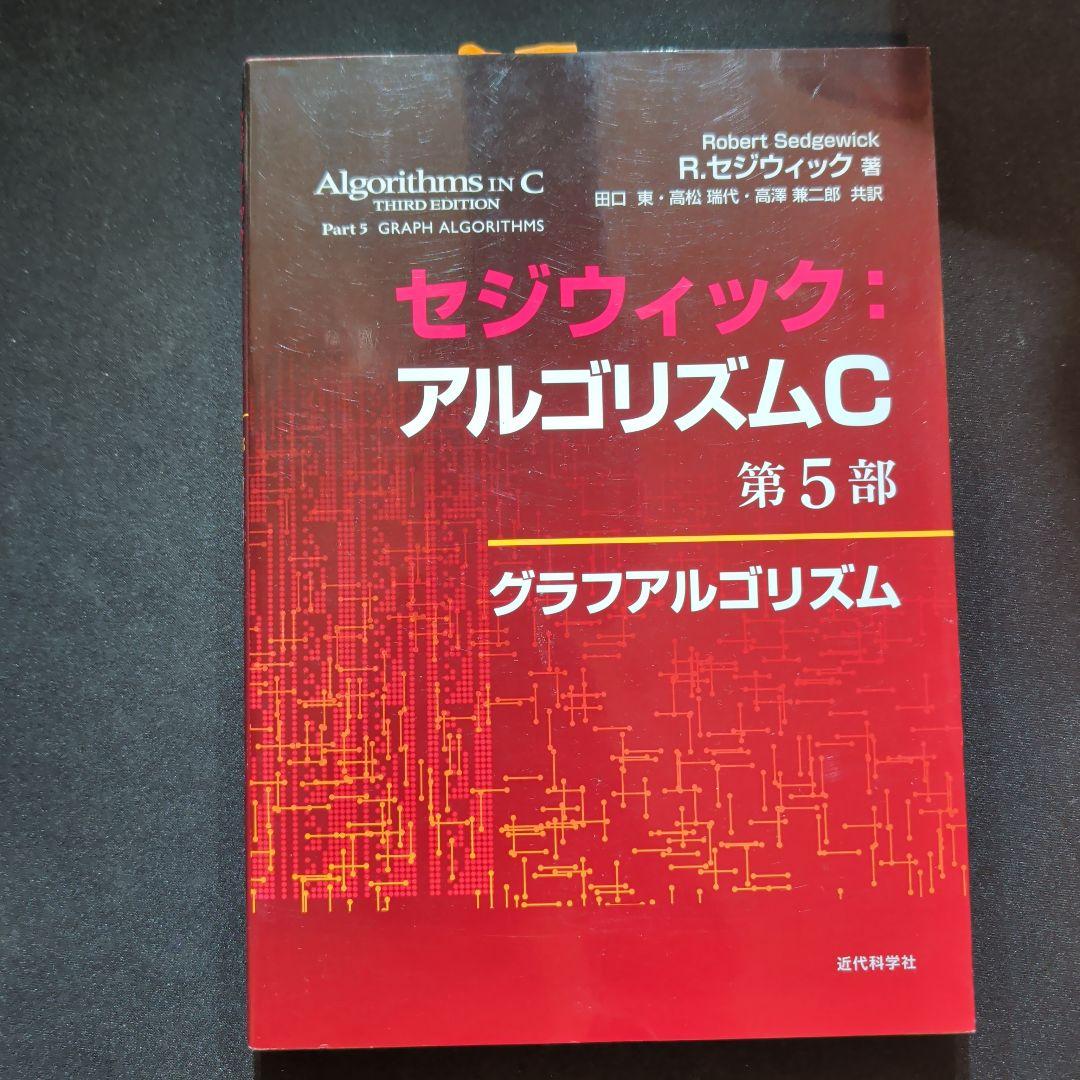 Robert Sedgewick
R.セジウィック 著
田口 東・高松 瑞代・高澤 兼二郎 共訳
Algorithms IN C
THIRD EDITION
Part 5 GRAPH ALGORITHMS
セジウィック:
アルゴリズムC
第5部
グラフアルゴリズム
近代科学社